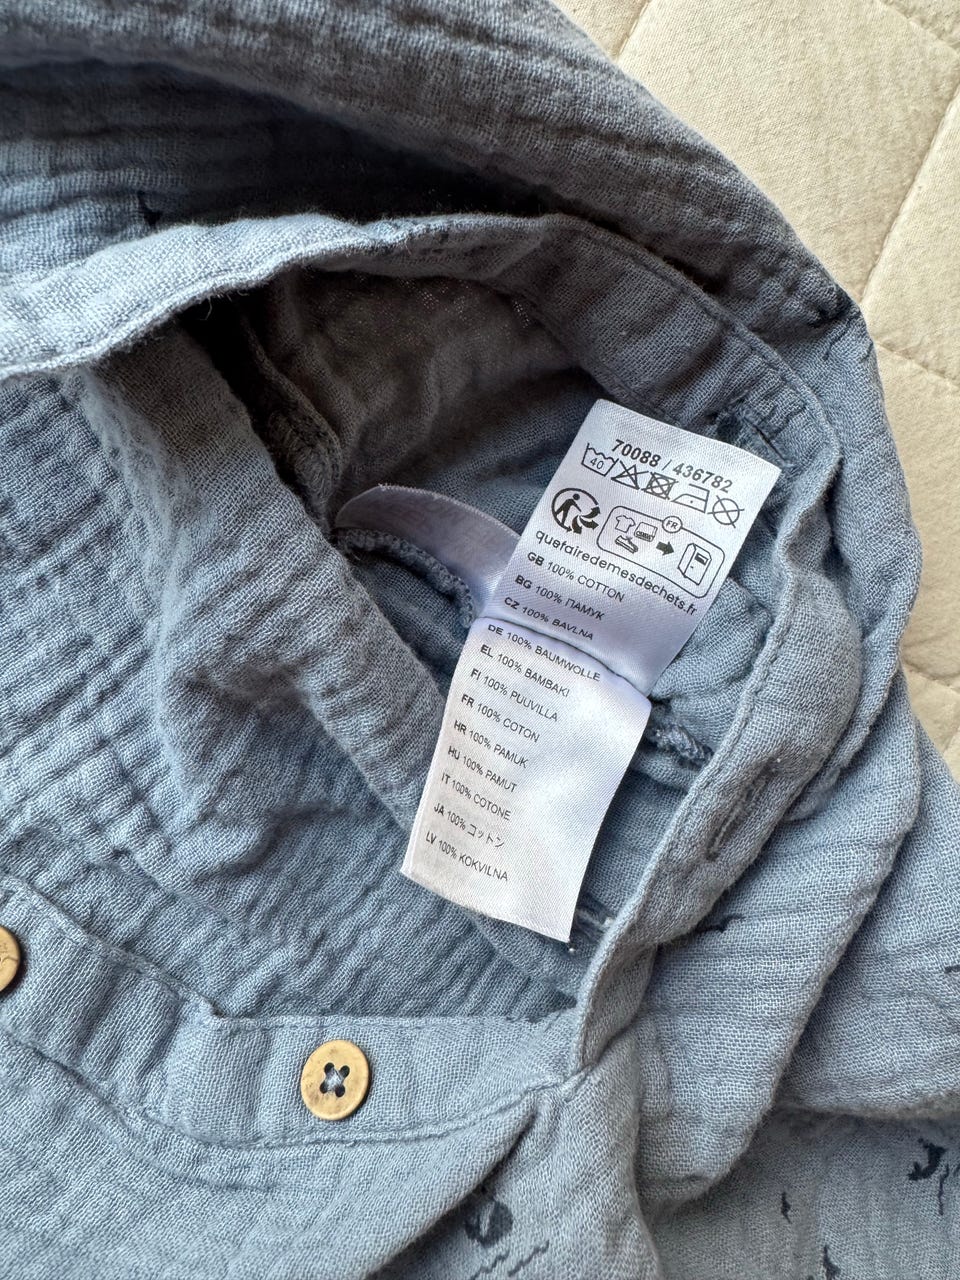 70088 / 436782
40
FR
quefairedemesdechets.fr
GB 100% COTTON
BG 100% ПАМУК
CZ 100% BAVLNA
DE 100% BAUMWOLLE
EL 100% BAMBAKI
FI 100% PUUVILLA
FR 100% COTON
HR 100% PAMUK
HU 100% PAMUT
IT 100% COTONE
JA 100% コットン
LV 100% KOKVILNA